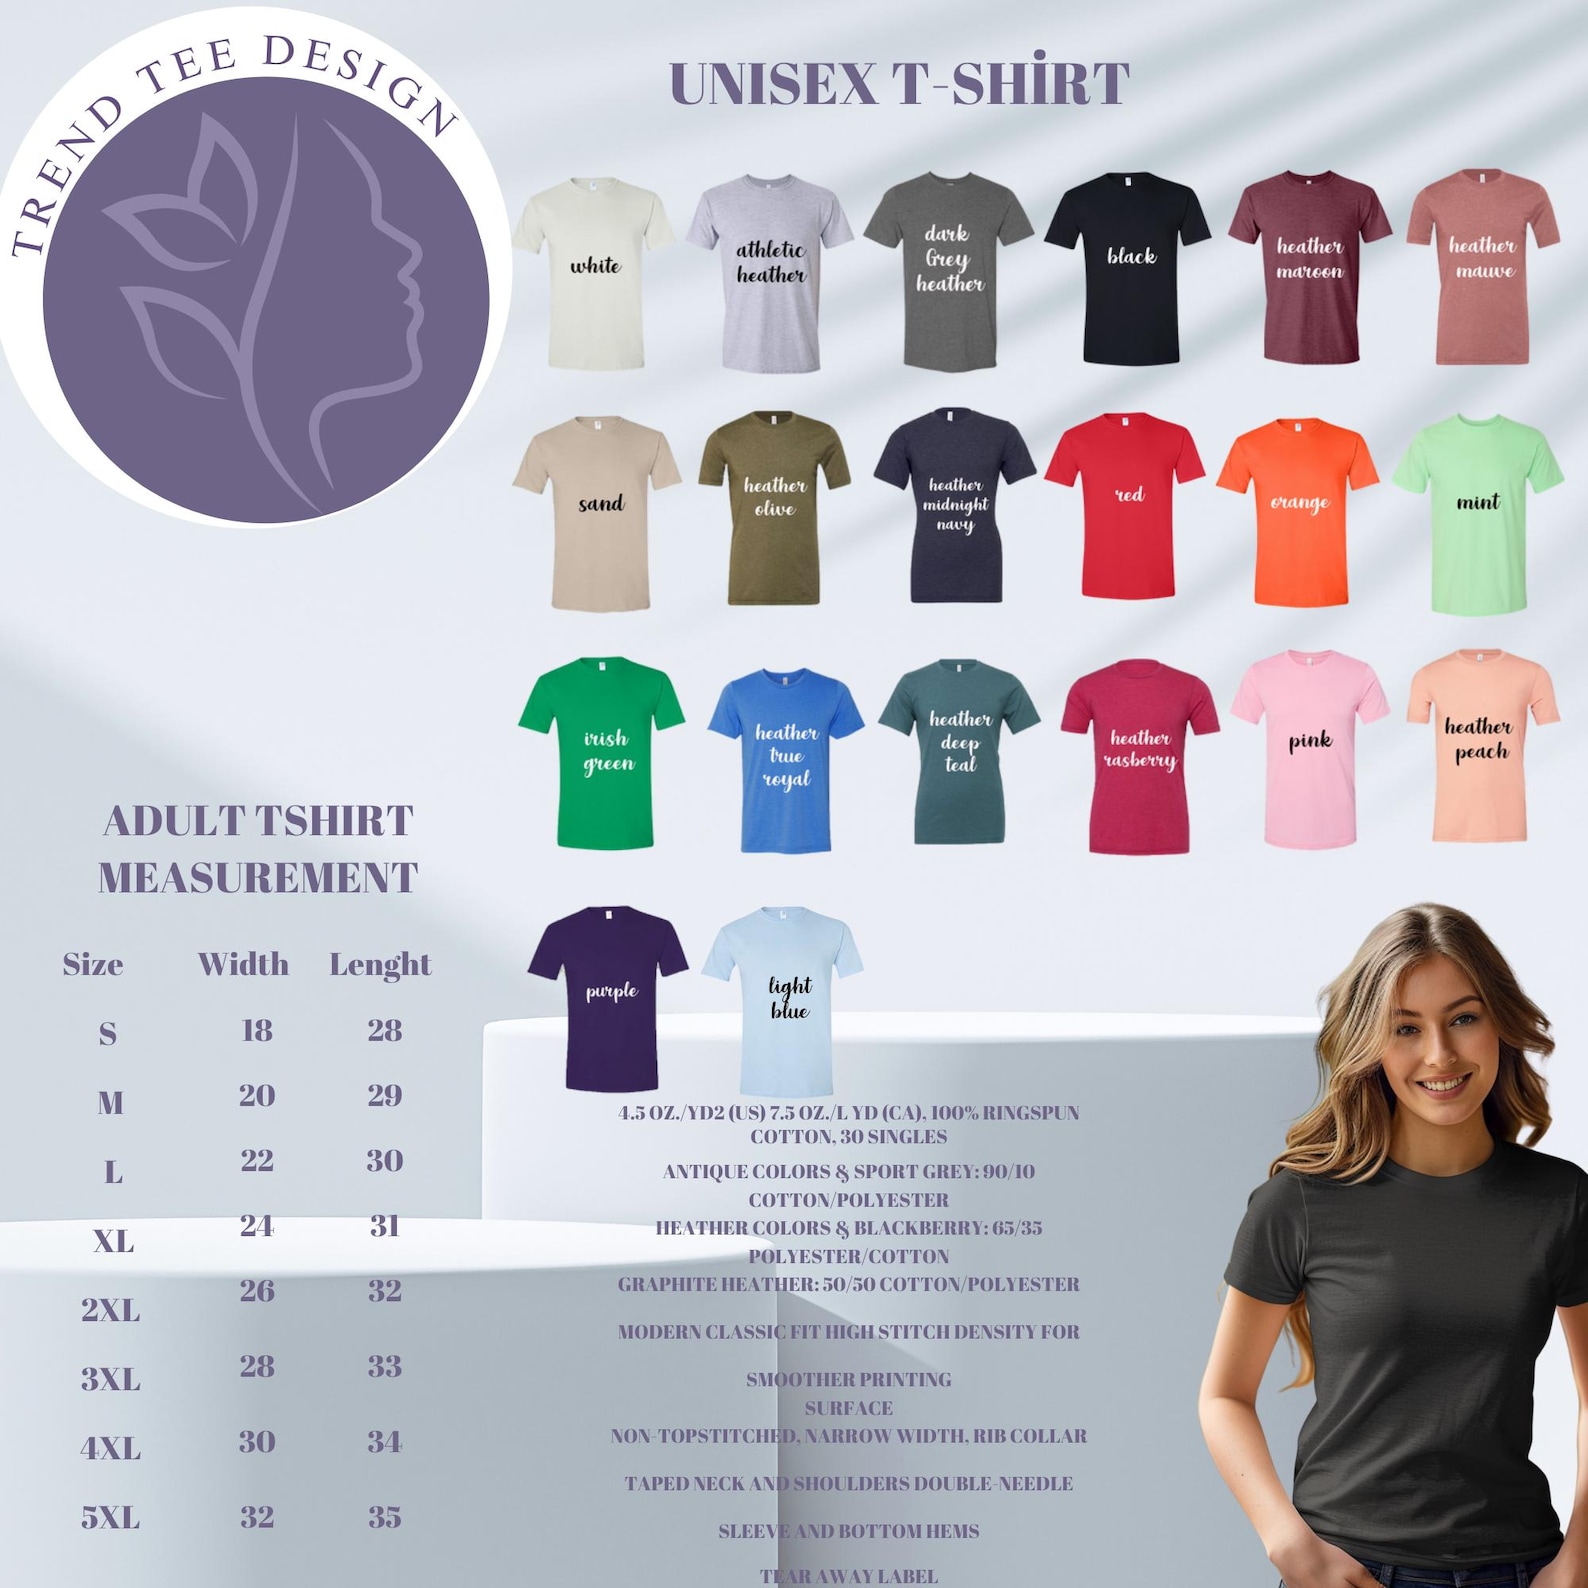 TREND TEE DESIGN
UNISEX T-SHİRT
white
athletic
heather
dark
Grey
heather
black
heather
maroon
heather
mauve
sand
heather
olive
heather
midnight
navy
red
orange
mint
irish
green
heather
true
royal
heather
deep
teal
heather
rasberry
pink
heather
peach
purple
light
blue
ADULT TSHIRT
MEASUREMENT
Size Width Lenght
S 18 28
M 20 29
L 22 30
XL 24 31
2XL 26 32
3XL 28 33
4XL 30 34
5XL 32 35
4.5 OZ./YD2 (US) 7.5 OZ./L YD (CA), 100% RINGSPUN
COTTON, 30 SINGLES
ANTIQUE COLORS & SPORT GREY: 90/10
COTTON/POLYESTER
HEATHER COLORS & BLACKBERRY: 65/35
POLYESTER/COTTON
GRAPHITE HEATHER: 50/50 COTTON/POLYESTER
MODERN CLASSIC FIT HIGH STITCH DENSITY FOR
SMOOTHER PRINTING
SURFACE
NON-TOPSTITCHED, NARROW WIDTH, RIB COLLAR
TAPED NECK AND SHOULDERS DOUBLE-NEEDLE
SLEEVE AND BOTTOM HEMS
TEAR AWAY LABEL